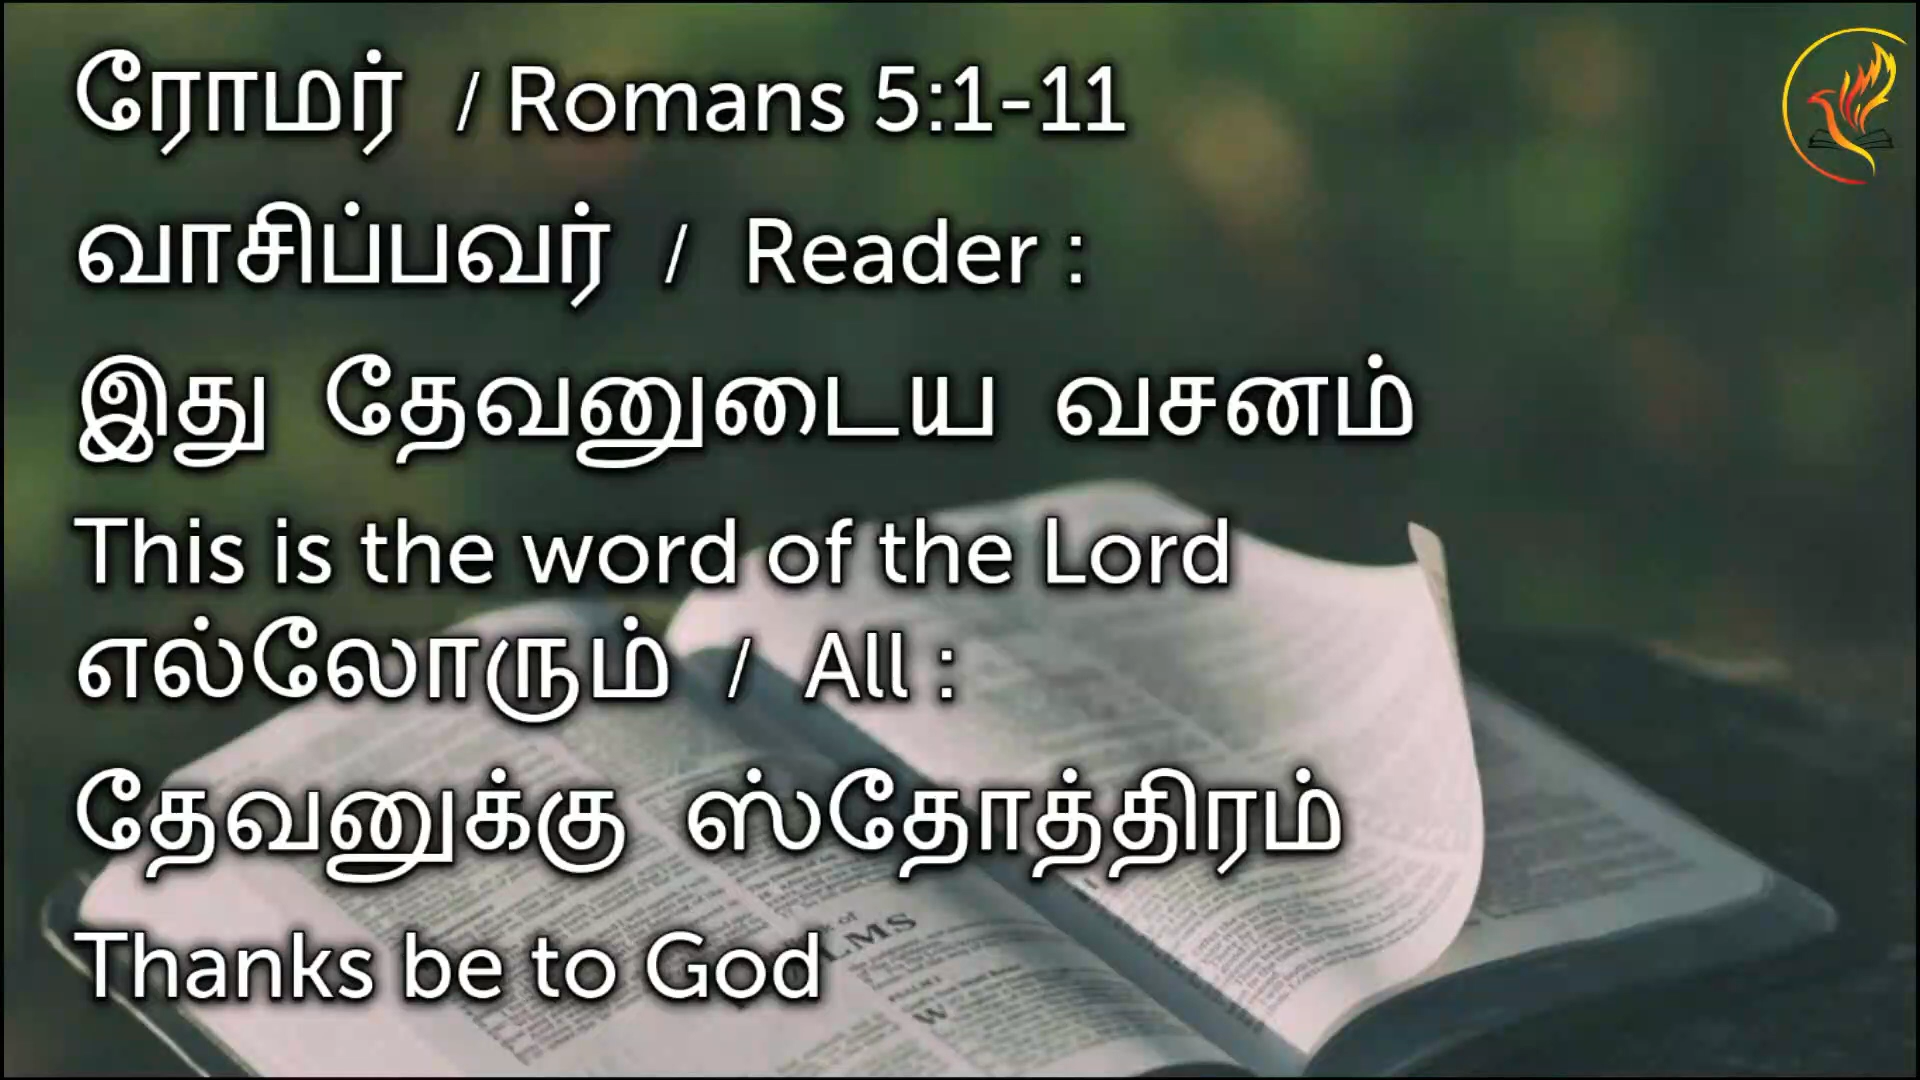 ரோமர் / Romans 5:1-11
வாசிப்பவர் / Reader :
இது தேவனுடைய வசனம்
This is the word of the Lord
எல்லோரும் / All :
தேவனுக்கு ஸ்தோத்திரம்
Thanks be to God